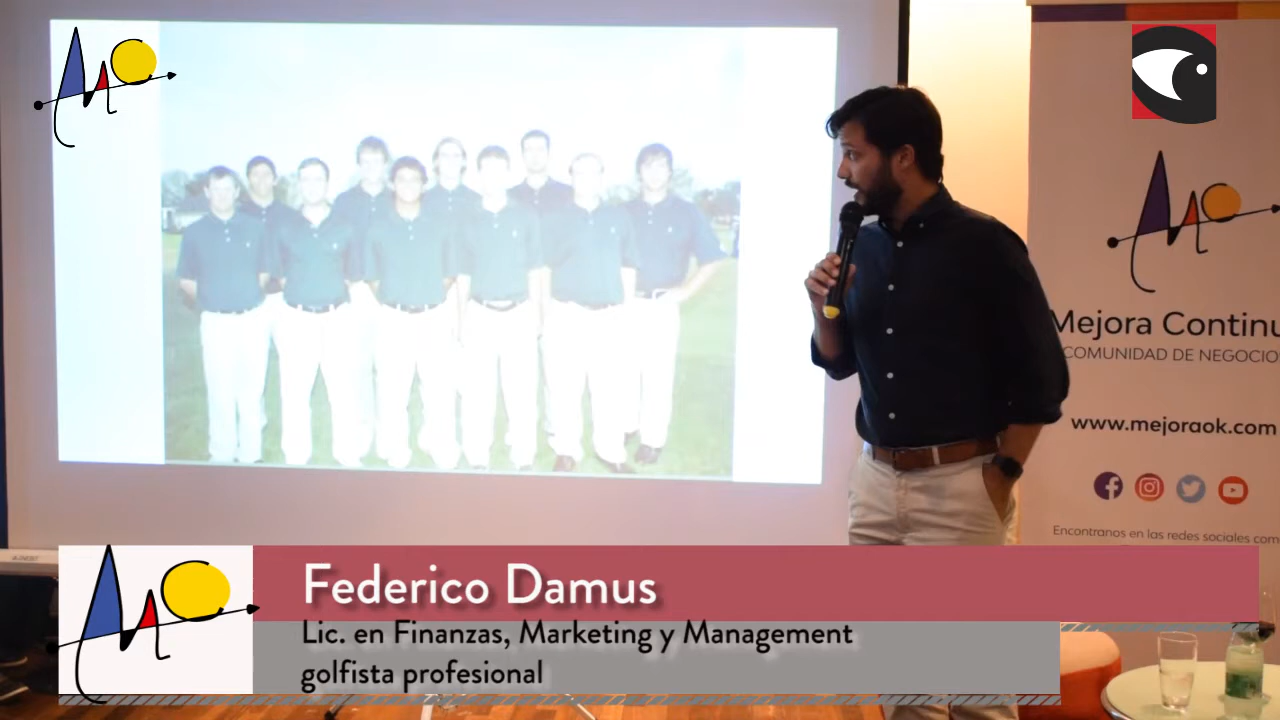 Mejora Continu
COMUNIDAD DE NEGOCIO
www.mejoraok.com
Encontranos en las redes sociales com
Federico Damus
Lic. en Finanzas, Marketing y Management
golfista profesional